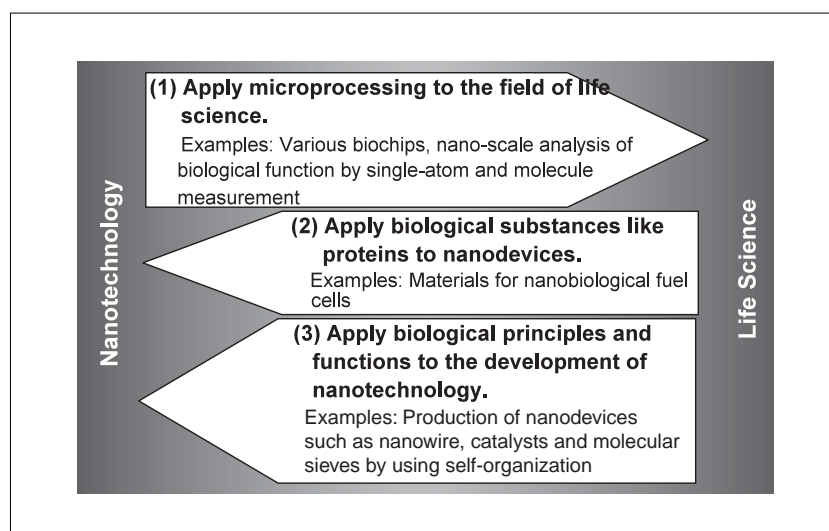 Nanotechnology
(1) Apply microprocessing to the field of life
science.
Examples: Various biochips, nano-scale analysis of
biological function by single-atom and molecule
measurement
(2) Apply biological substances like
proteins to nanodevices.
Examples: Materials for nanobiological fuel
cells
(3) Apply biological principles and
functions to the development of
nanotechnology.
Examples: Production of nanodevices
such as nanowire, catalysts and molecular
sieves by using self-organization
Life Science